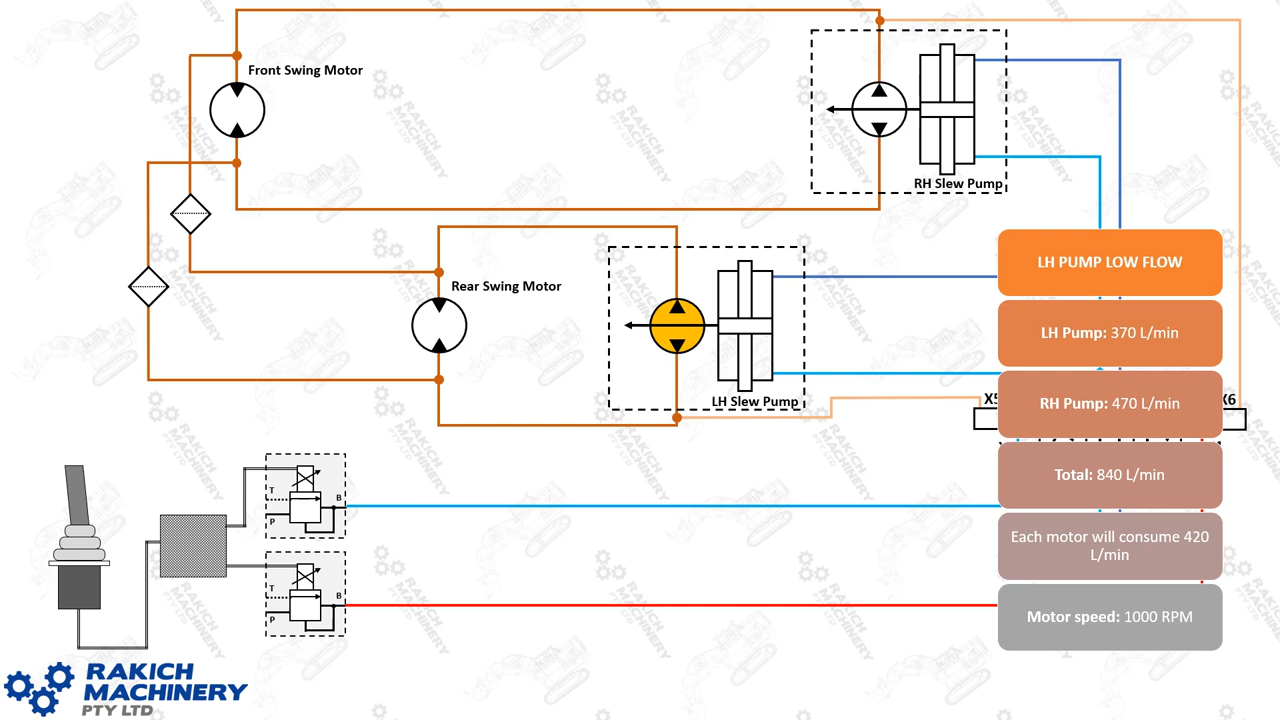 Front Swing Motor
RH Slew Pump
Rear Swing Motor
LH Slew Pump
LH PUMP LOW FLOW
LH Pump: 370 L/min
RH Pump: 470 L/min
X6
Total: 840 L/min
Each motor will consume 420
L/min
Motor speed: 1000 RPM
T
B
P
T
B
P
RAKICH
MACHINERY
PTY LTD